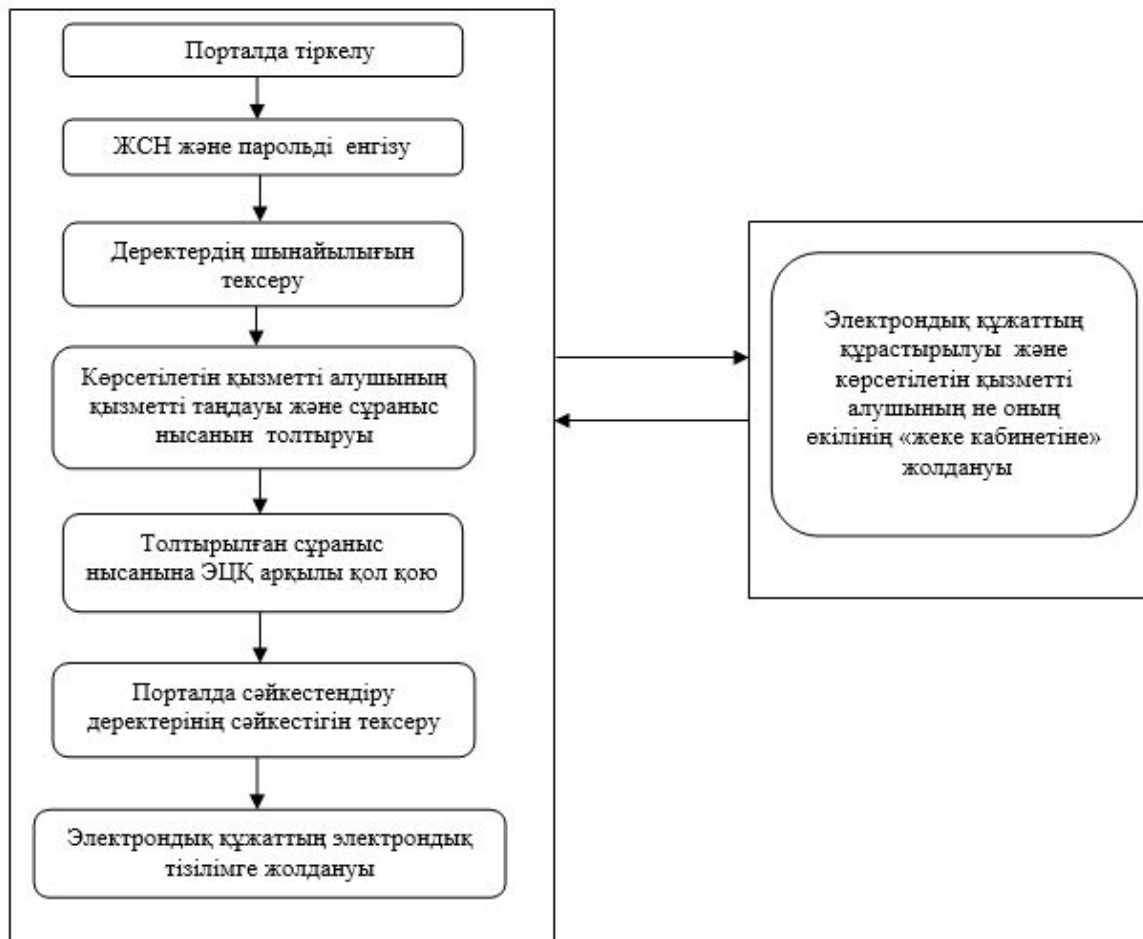 Порталда тіркелу
ЖСН және парольді енгізу
Деректердің шынайылығын
тексеру
Көрсетілетін қызметті алушының
қызметті таңдауы және сұраныс
нысанын толтыруы
Толтырылған сұраныс
нысанына ЭЦҚ арқылы қол қою
Порталда сәйкестендіру
деректерінің сәйкестігін тексеру
Электрондық құжаттың электрондық
тізілімге жолдануы
Электрондық құжаттың
құрастырылуы және
көрсетілетін қызметті
алушының не оның
өкілінің «жеке кабинетіне»
жолдануы